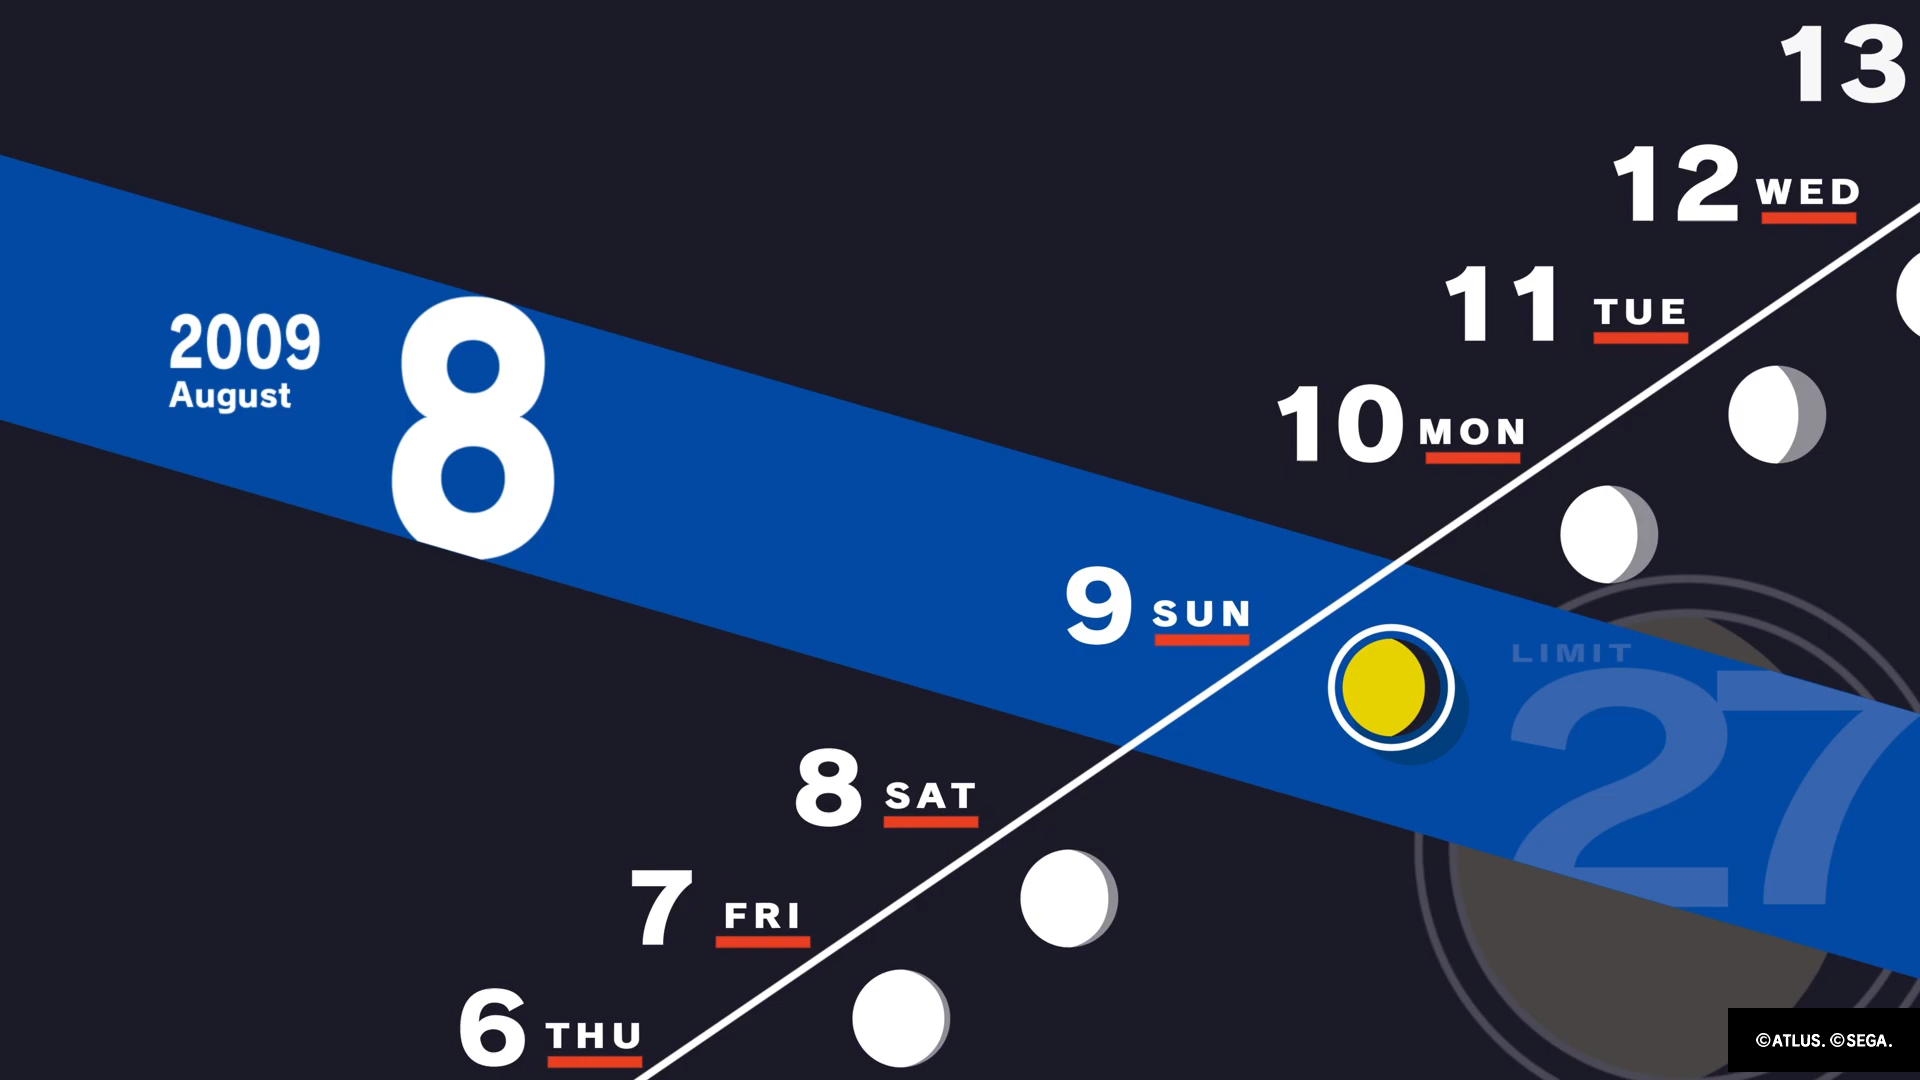 13
12 WED
11 TUE
10 MON
2009
August
8
9 SUN
LIMIT
27
8 SAT
7 FRI
6 THU
©ATLUS. ©SEGA.